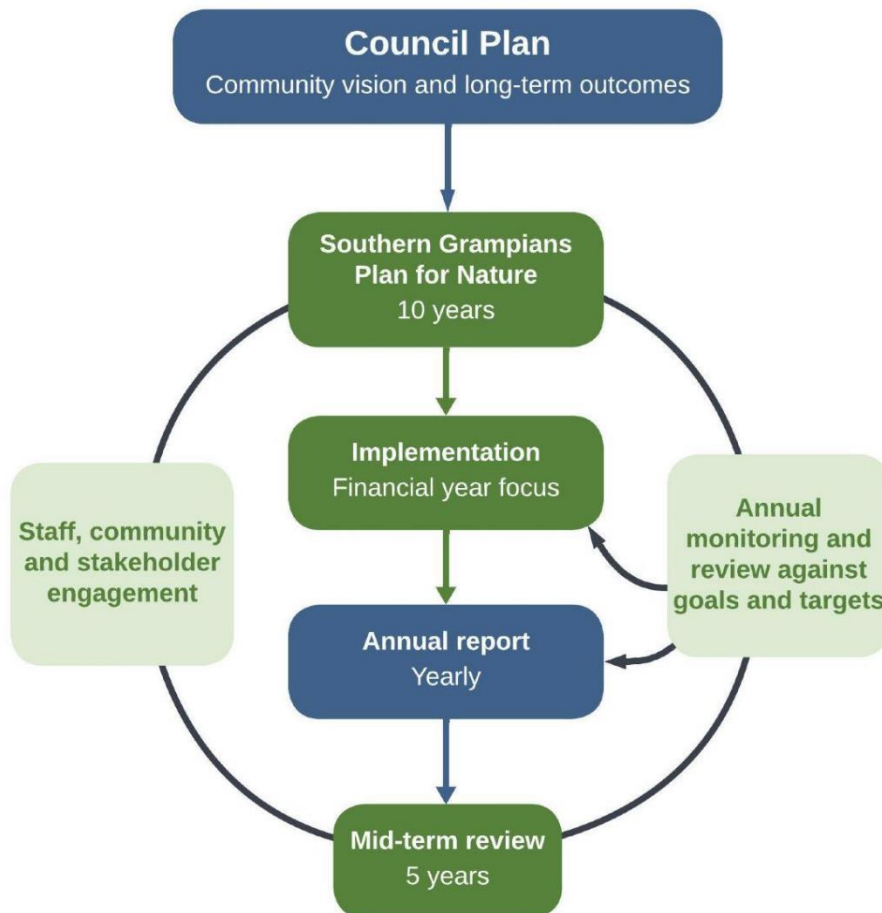 Council Plan
Community vision and long-term outcomes
Southern Grampians
Plan for Nature
10 years
Implementation
Financial year focus
Staff, community
and stakeholder
engagement
Annual
monitoring and
review against
goals and targets
Annual report
Yearly
Mid-term review
5 years